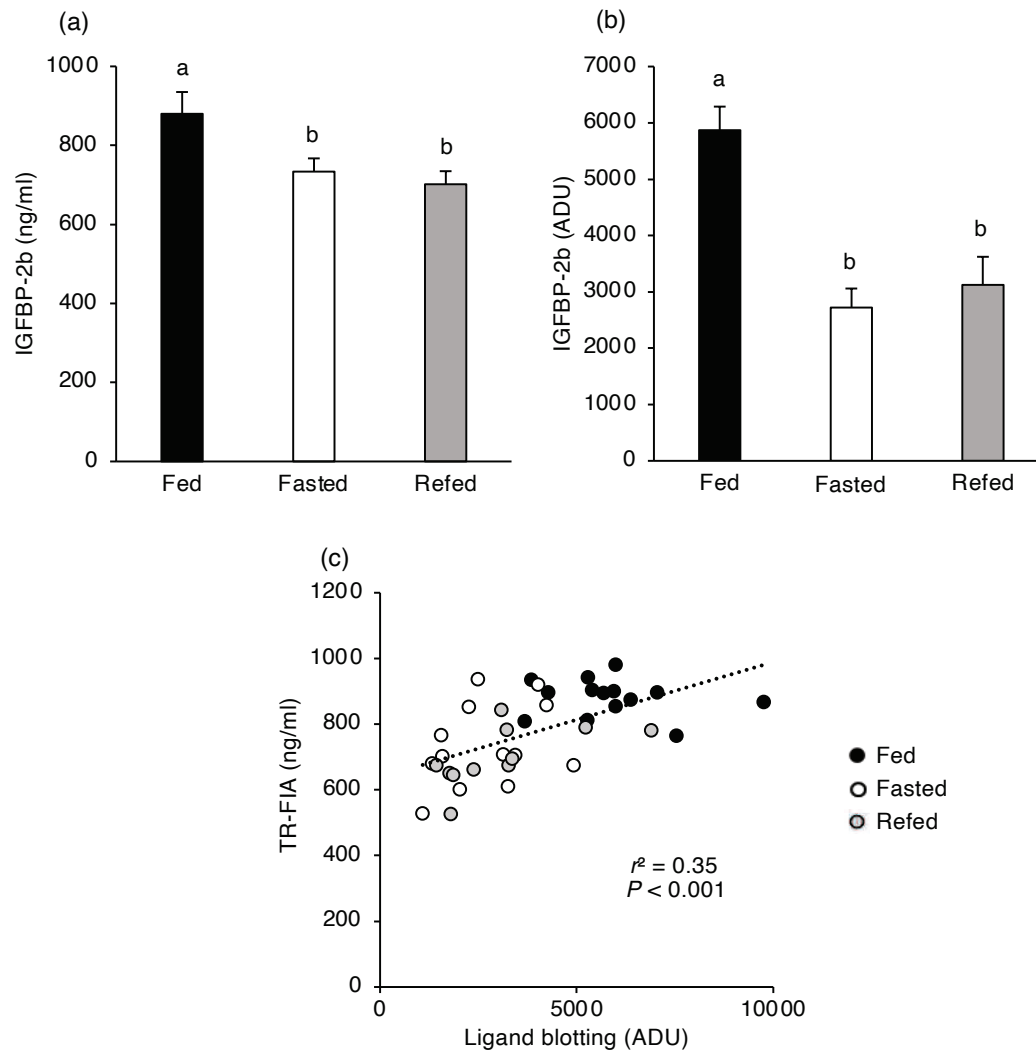 (a)
IGFBP-2b (ng/ml)
1000
800
600
400
200
0
a
b
b
Fed
Fasted
Refed
(b)
IGFBP-2b (ADU)
7000
6000
5000
4000
3000
2000
1000
0
a
b
b
Fed
Fasted
Refed
(c)
TR-FIA (ng/ml)
1200
1000
800
600
400
200
0
r² = 0.35
P < 0.001
0
5000
10000
Ligand blotting (ADU)
Fed
Fasted
Refed